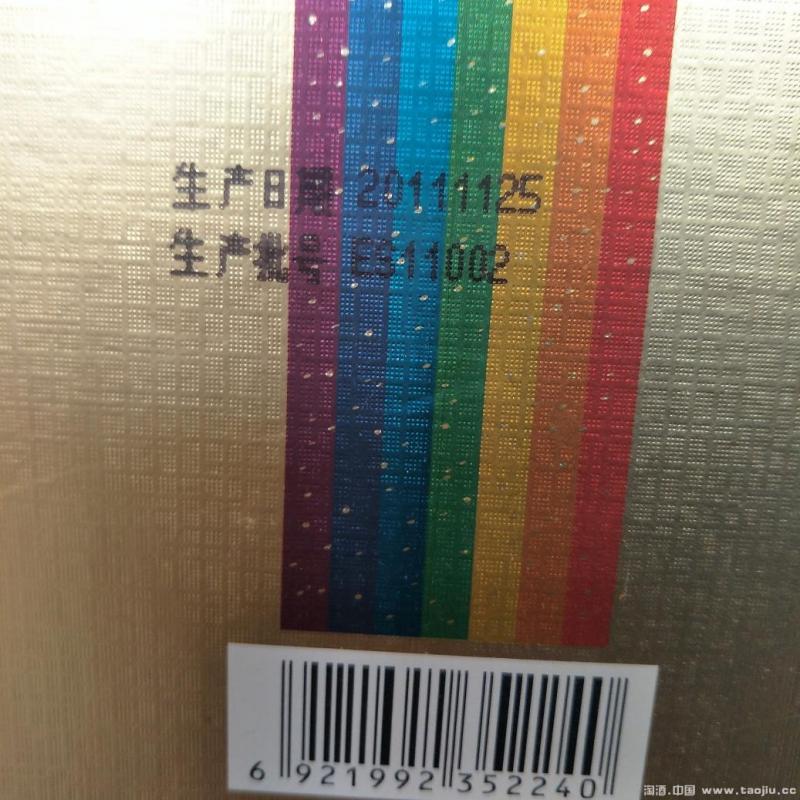 生产日期 20111125
生产批号 ES11002
6 921992 352240
淘酒.中国 www.taojiu.cc